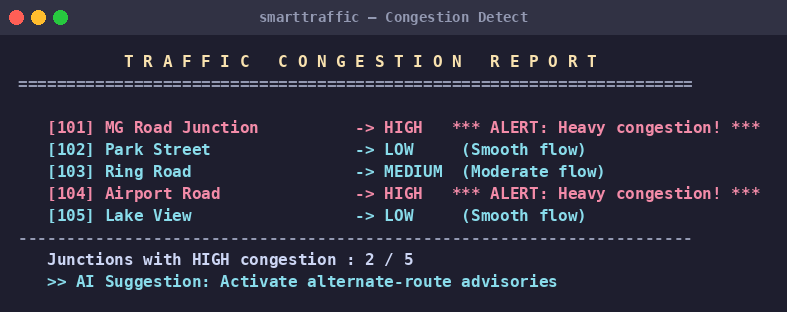 smarttraffic — Congestion Detect
T R A F F I C   C O N G E S T I O N   R E P O R T
======================================================================
[101] MG Road Junction          -> HIGH   *** ALERT: Heavy congestion! ***
[102] Park Street               -> LOW     (Smooth flow)
[103] Ring Road                 -> MEDIUM  (Moderate flow)
[104] Airport Road              -> HIGH   *** ALERT: Heavy congestion! ***
[105] Lake View                 -> LOW     (Smooth flow)
----------------------------------------------------------------------
Junctions with HIGH congestion : 2 / 5
>> AI Suggestion: Activate alternate-route advisories